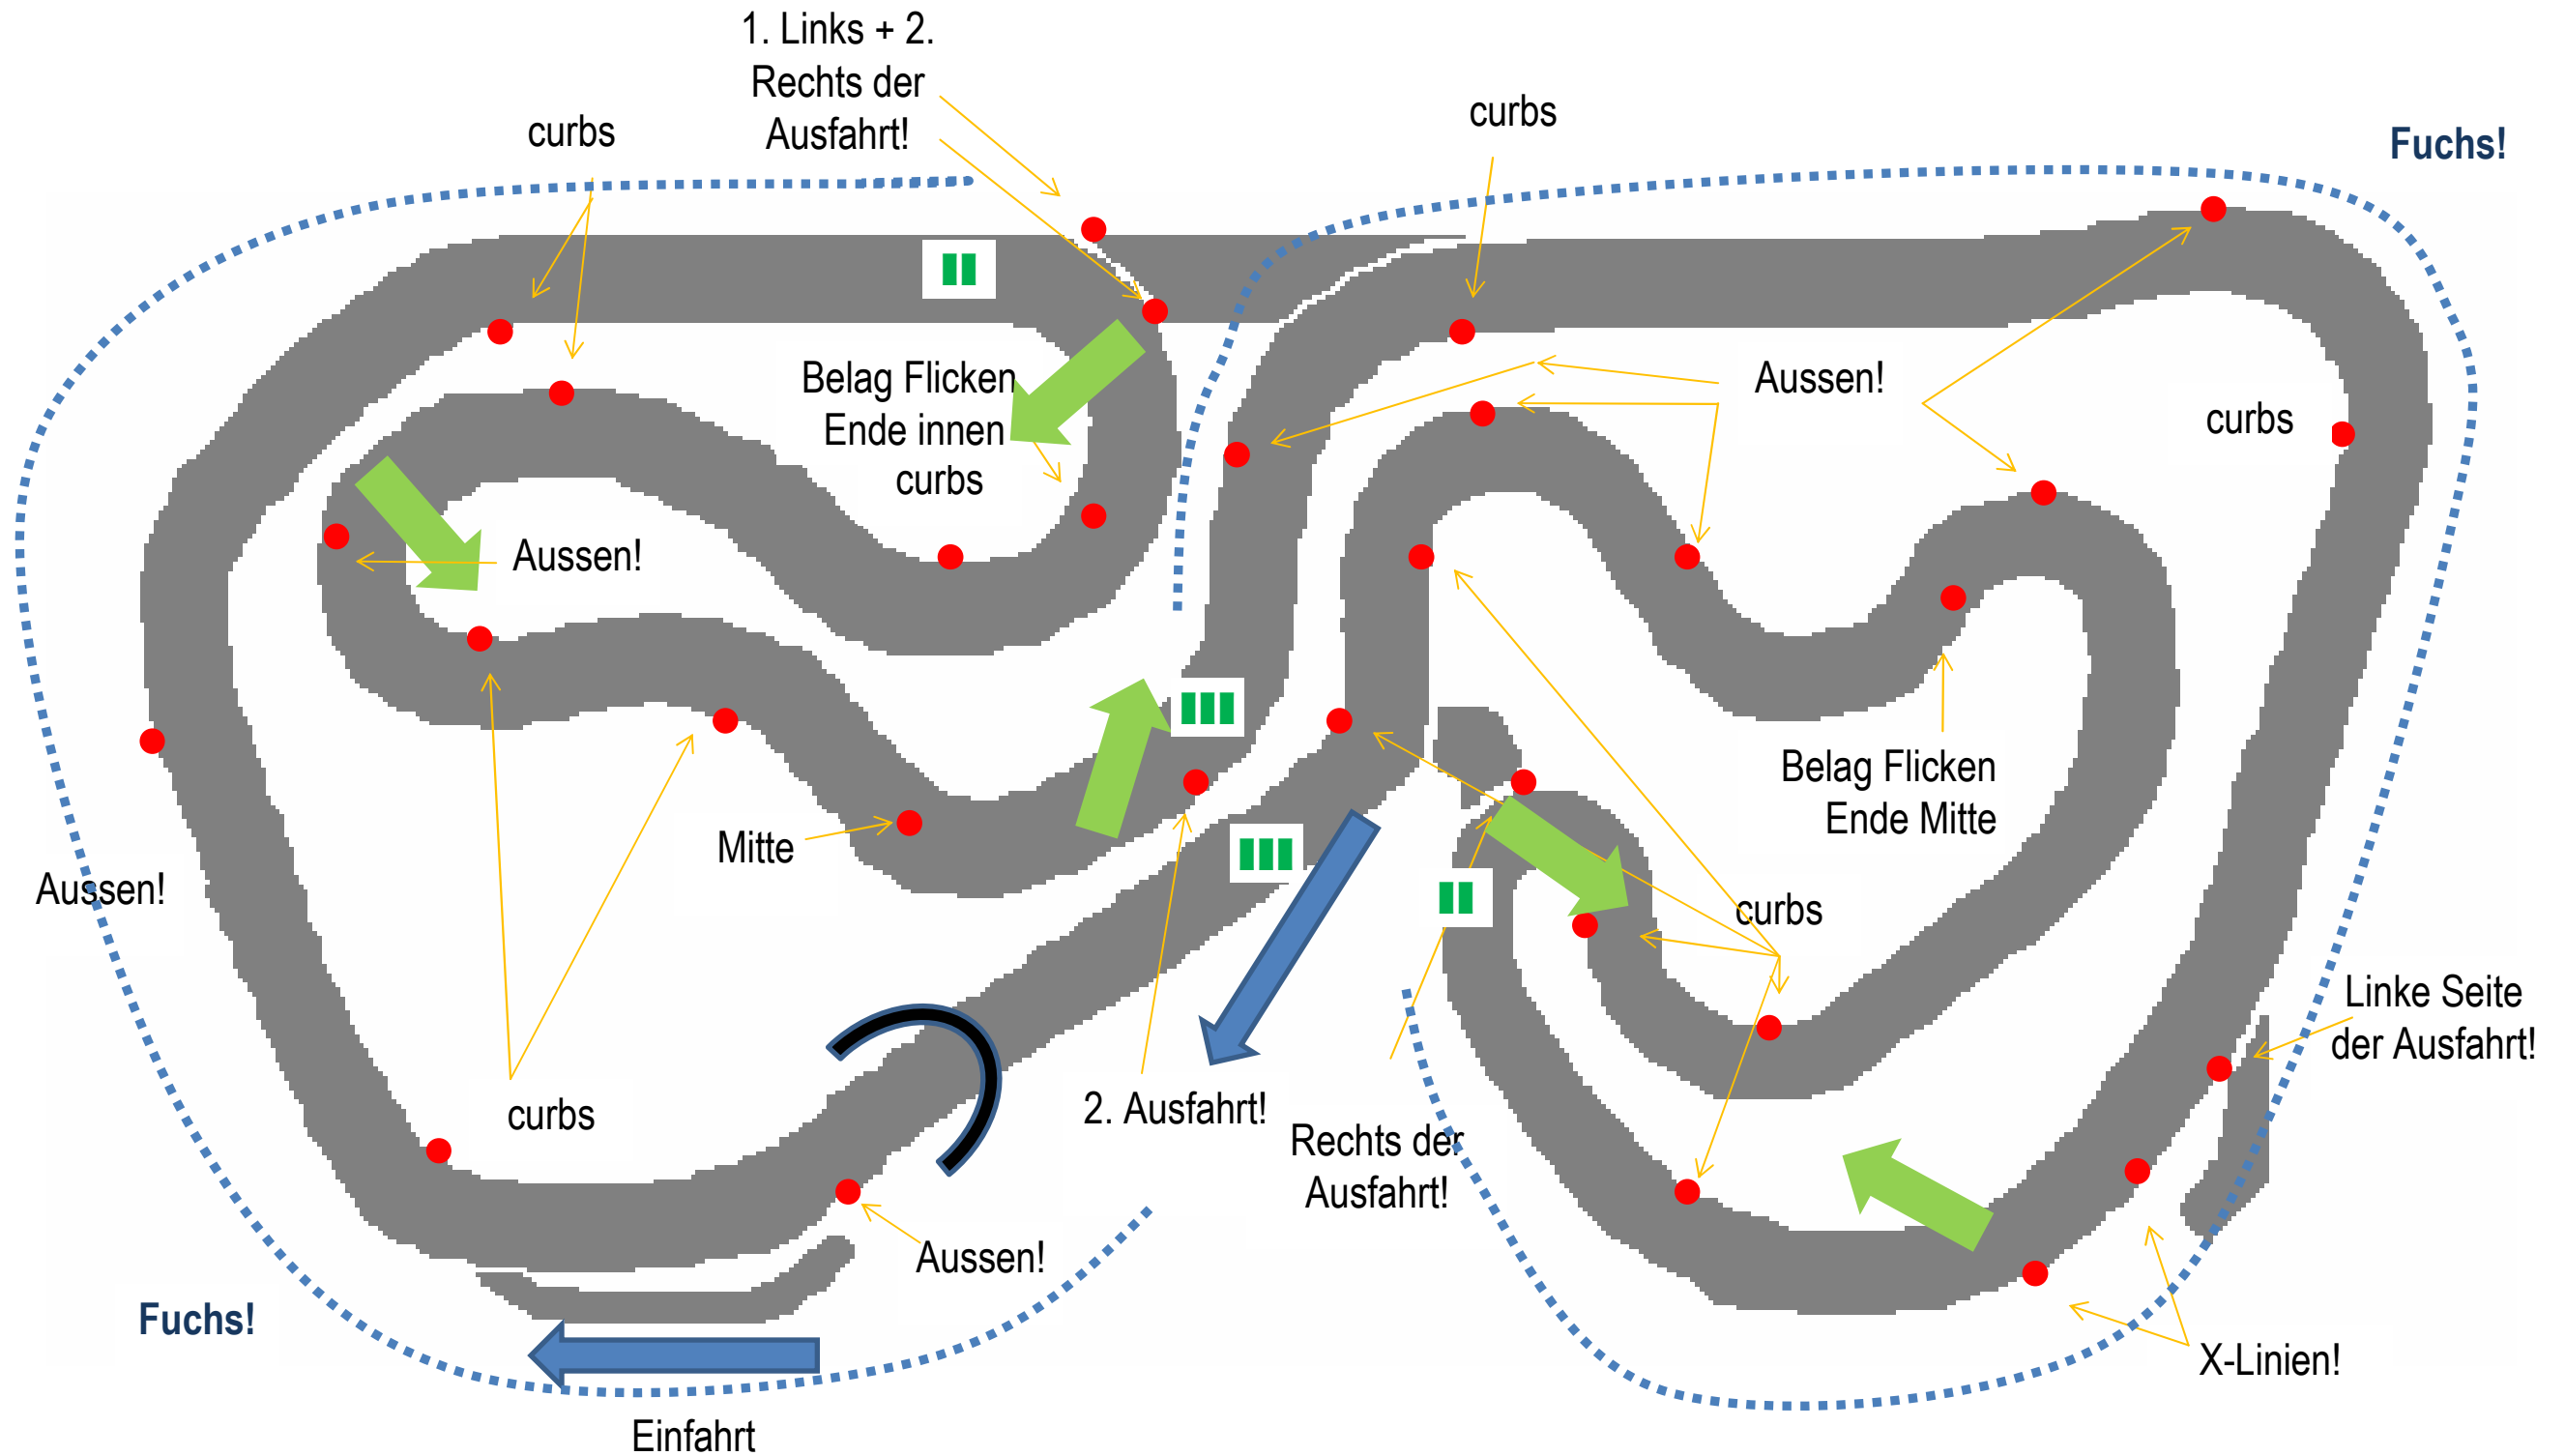 1. Links + 2.
Rechts der
Ausfahrt!
curbs
curbs
Fuchs!
Belag Flicken
Ende innen
curbs
Aussen!
curbs
Aussen!
Belag Flicken
Ende Mitte
Mitte
Aussen!
curbs
Linke Seite
der Ausfahrt!
curbs
2. Ausfahrt!
Rechts der
Ausfahrt!
Aussen!
Fuchs!
X-Linien!
Einfahrt